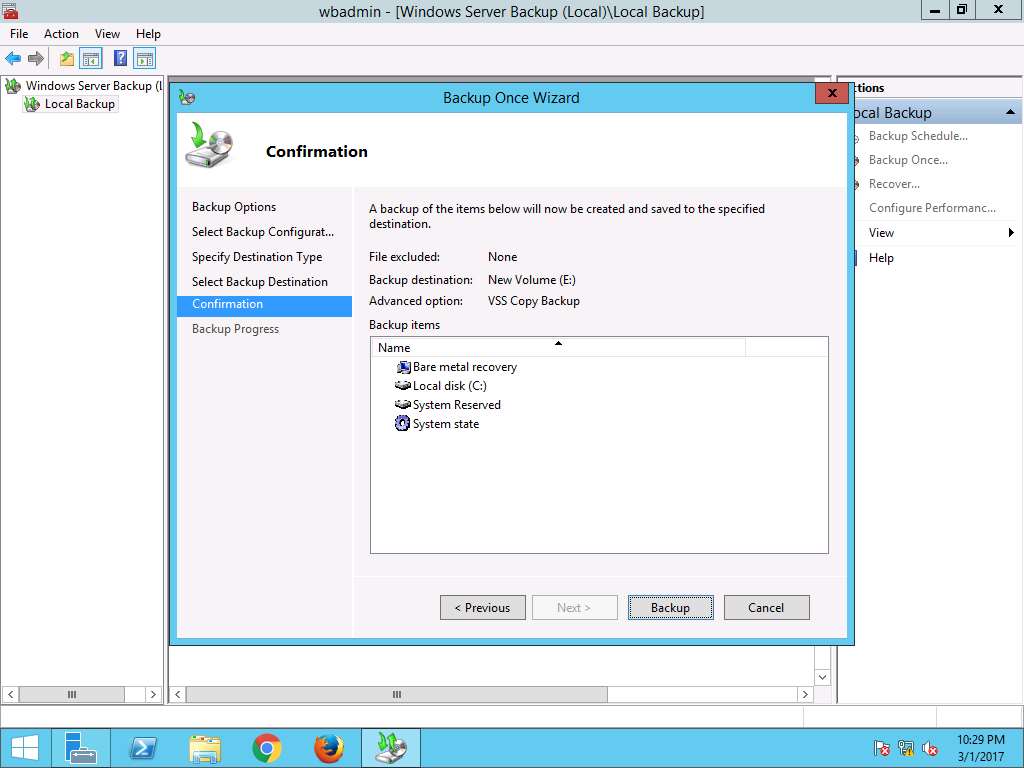 wbadmin - [Windows Server Backup (Local)\Local Backup]
File Action View Help
Windows Server Backup (L
Local Backup
Backup Once Wizard
Confirmation
Backup Options
Select Backup Configurat...
Specify Destination Type
Select Backup Destination
Confirmation
Backup Progress
A backup of the items below will now be created and saved to the specified
destination.
File excluded: None
Backup destination: New Volume (E:)
Advanced option: VSS Copy Backup
Backup items
Name
Bare metal recovery
Local disk (C:)
System Reserved
System state
< Previous Next > Backup Cancel
ctions
ocal Backup
Backup Schedule...
Backup Once...
Recover...
Configure Performanc...
View
Help
10:29 PM
3/1/2017